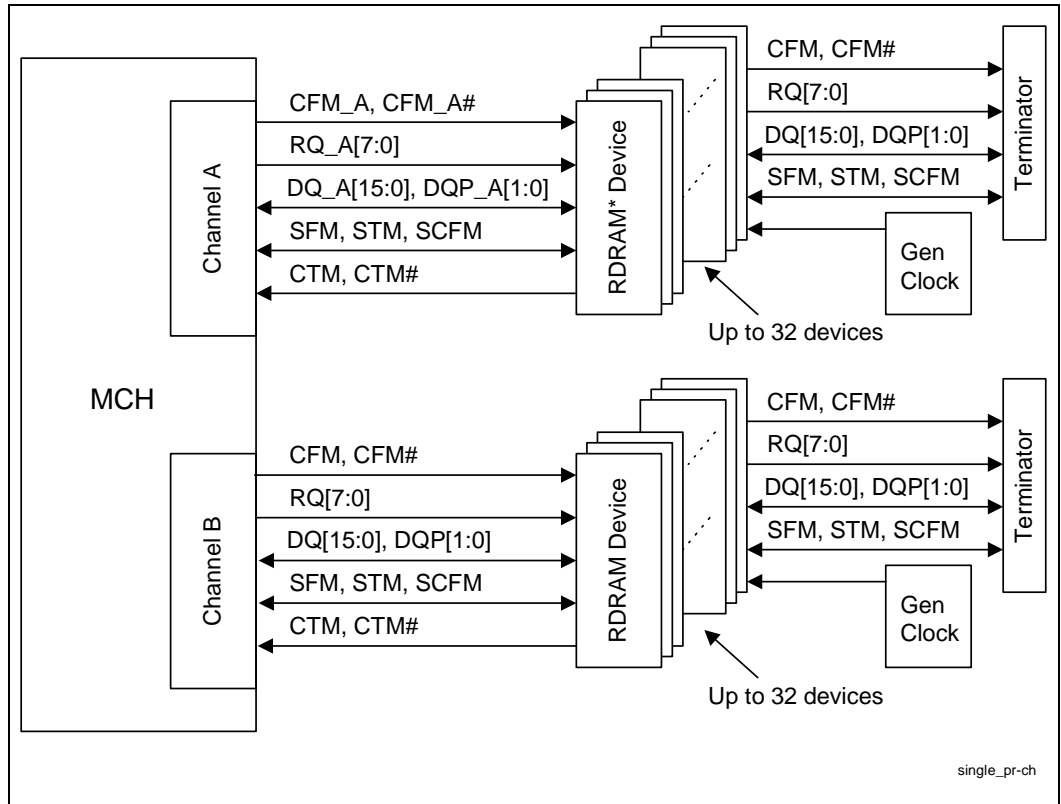 MCH
Channel A
CFM_A, CFM_A#
RQ_A[7:0]
DQ_A[15:0], DQP_A[1:0]
SFM, STM, SCFM
CTM, CTM#
RDRAM* Device
Up to 32 devices
CFM, CFM#
RQ[7:0]
DQ[15:0], DQP[1:0]
SFM, STM, SCFM
Terminator
Gen
Clock
Channel B
CFM, CFM#
RQ[7:0]
DQ[15:0], DQP[1:0]
SFM, STM, SCFM
CTM, CTM#
RDRAM Device
Up to 32 devices
CFM, CFM#
RQ[7:0]
DQ[15:0], DQP[1:0]
SFM, STM, SCFM
Terminator
Gen
Clock
single_pr-ch